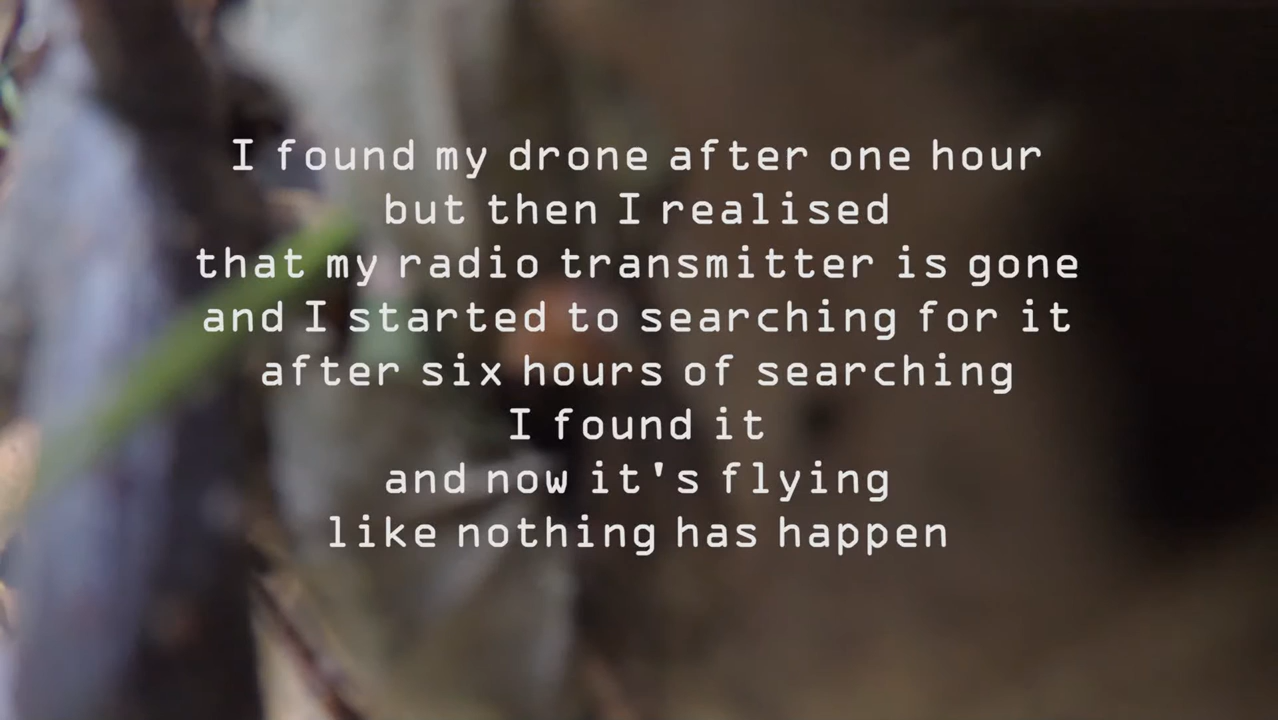 I found my drone after one hour
but then I realised
that my radio transmitter is gone
and I started to searching for it
after six hours of searching
I found it
and now it's flying
like nothing has happen